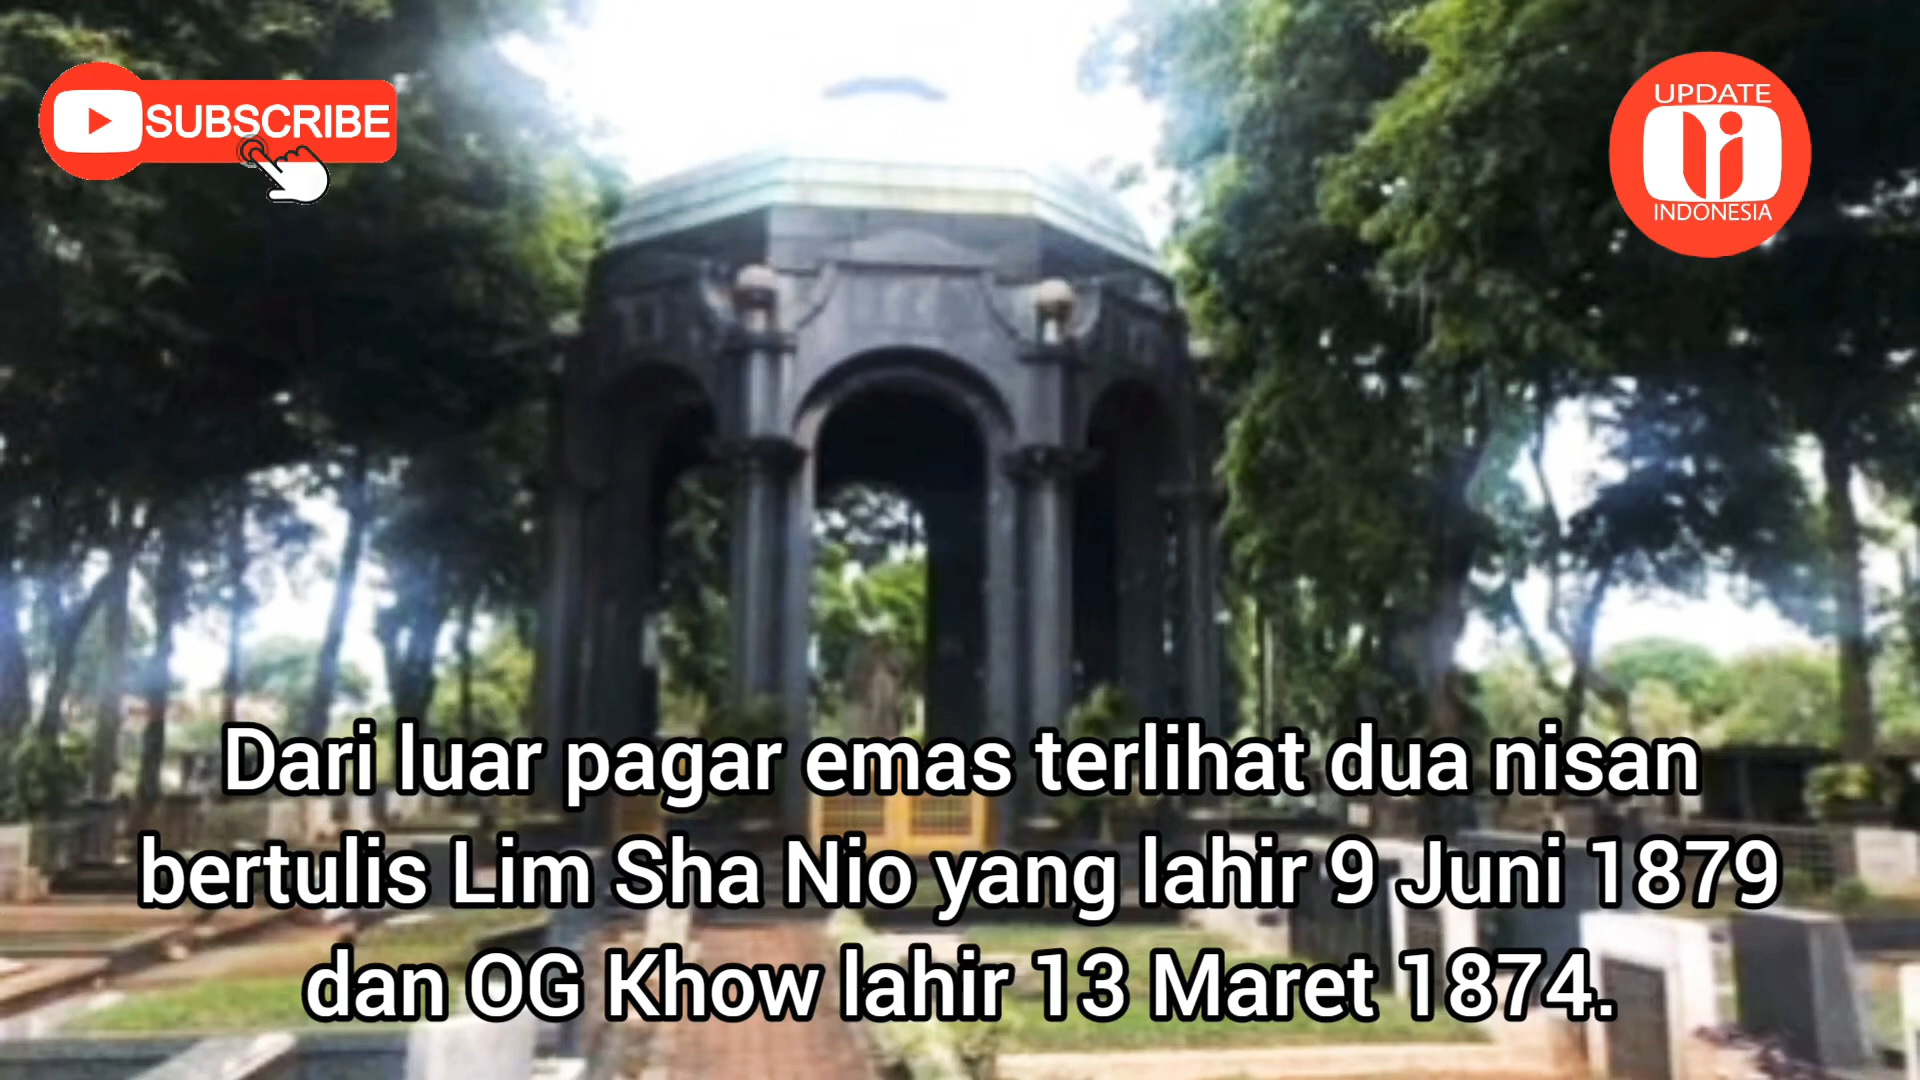 SUBSCRIBE
UPDATE
INDONESIA
Dari luar pagar emas terlihat dua nisan
bertulis Lim Sha Nio yang lahir 9 Juni 1879
dan OG Khow lahir 13 Maret 1874.